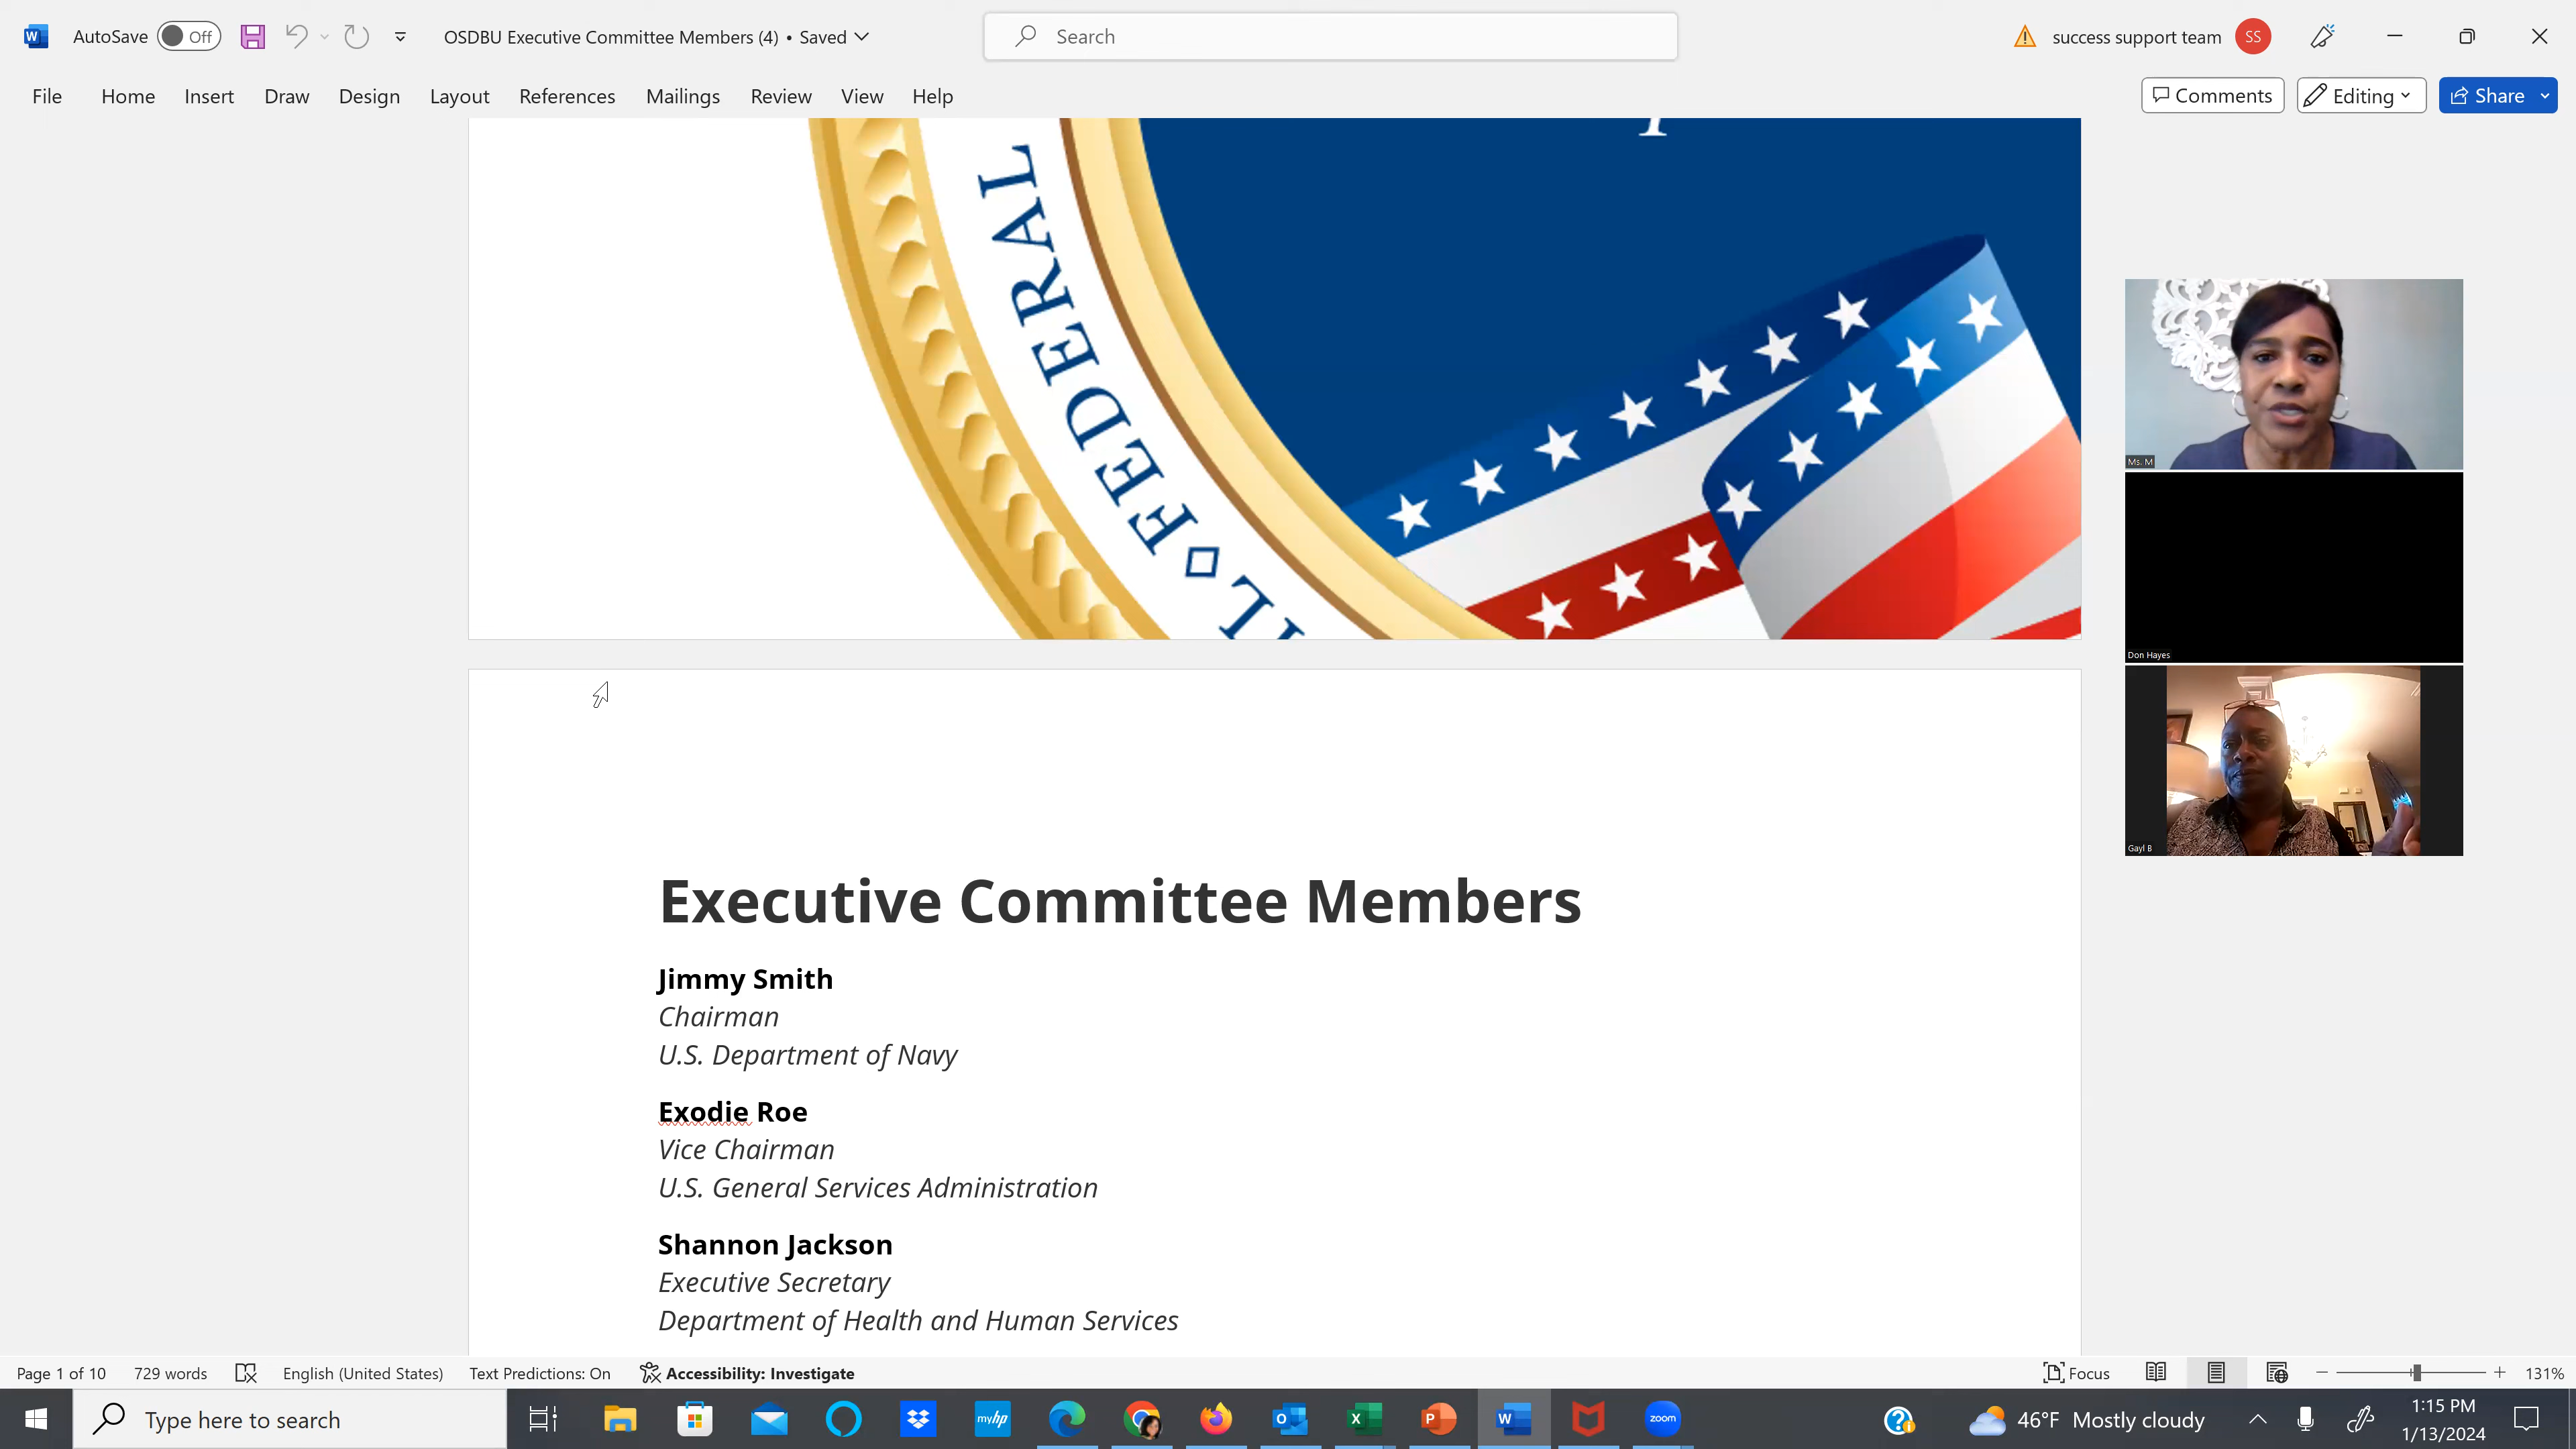 AutoSave Off
OSDBU Executive Committee Members (4) • Saved
Search
success support team SS
File Home Insert Draw Design Layout References Mailings Review View Help
Comments Editing Share
FEDERAL
Ms. M
Don Hayes
Gayl B
Executive Committee Members
Jimmy Smith
Chairman
U.S. Department of Navy
Exodie Roe
Vice Chairman
U.S. General Services Administration
Shannon Jackson
Executive Secretary
Department of Health and Human Services
Page 1 of 10 729 words English (United States) Text Predictions: On Accessibility: Investigate Focus 131%
Type here to search
myhp
zoom
46°F Mostly cloudy
1:15 PM
1/13/2024